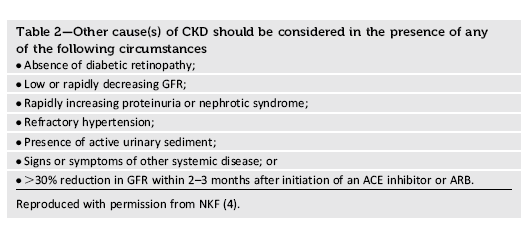 Table 2—Other cause(s) of CKD should be considered in the presence of any
of the following circumstances
• Absence of diabetic retinopathy;
• Low or rapidly decreasing GFR;
• Rapidly increasing proteinuria or nephrotic syndrome;
• Refractory hypertension;
• Presence of active urinary sediment;
• Signs or symptoms of other systemic disease; or
• >30% reduction in GFR within 2–3 months after initiation of an ACE inhibitor or ARB.
Reproduced with permission from NKF (4).